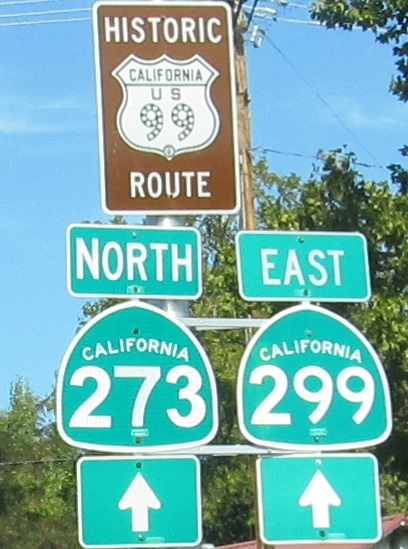 HISTORIC
CALIFORNIA
US
99
ROUTE
NORTH
CALIFORNIA
273
EAST
CALIFORNIA
299